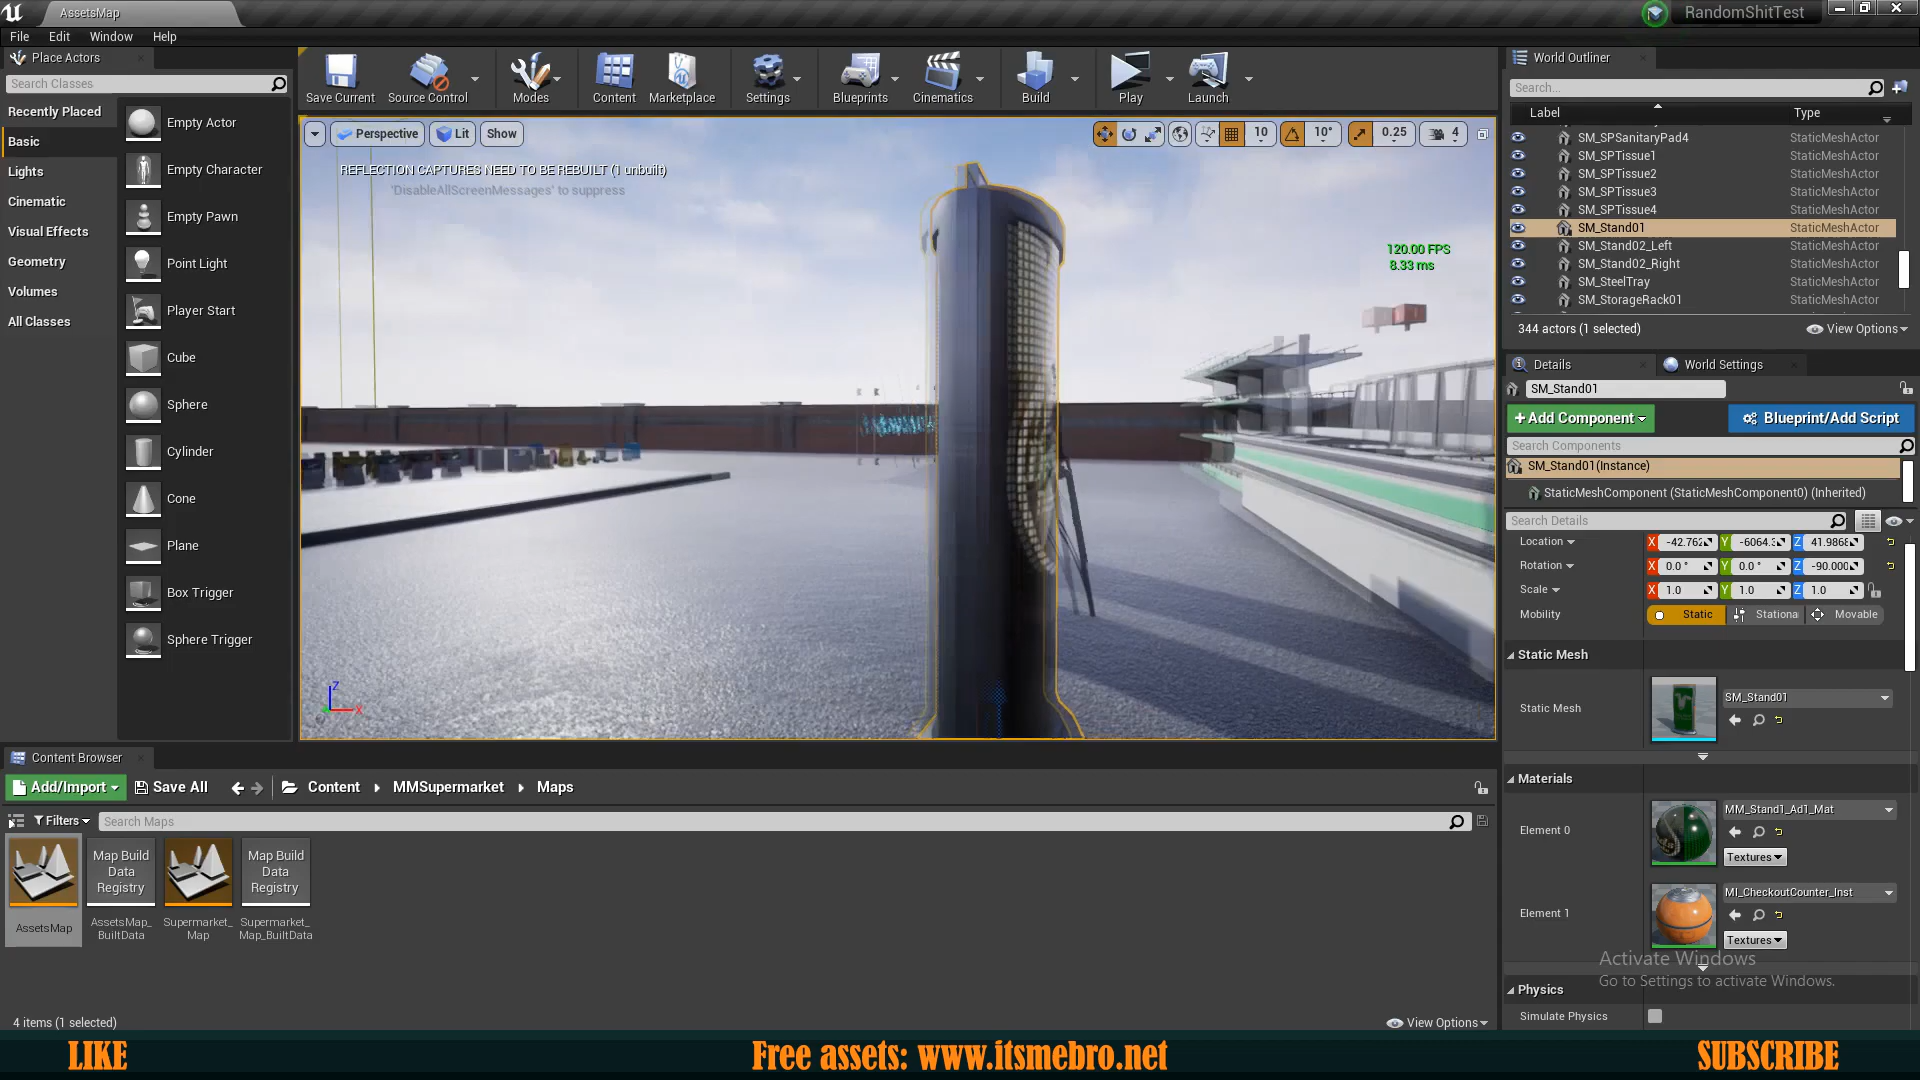 AssetsMap
RandomShitTest
File Edit Window Help
Place Actors
Search Classes
Recently Placed
Basic
Lights
Cinematic
Visual Effects
Geometry
Volumes
All Classes
Empty Actor
Empty Character
Empty Pawn
Point Light
Player Start
Cube
Sphere
Cylinder
Cone
Plane
Box Trigger
Sphere Trigger
Save Current Source Control Modes Content Marketplace Settings Blueprints Cinematics Build Play Launch
Perspective Lit Show
10 10° 0.25 4
REFLECTION CAPTURES NEED TO BE REBUILT (1 unbuilt)
'DisableAllScreenMessages' to suppress
120.00 FPS
8.33 ms
Z
X
World Outliner
Search...
Label Type
SM_SPSanitaryPad4 StaticMeshActor
SM_SPTissue1 StaticMeshActor
SM_SPTissue2 StaticMeshActor
SM_SPTissue3 StaticMeshActor
SM_SPTissue4 StaticMeshActor
SM_Stand01 StaticMeshActor
SM_Stand02_Left StaticMeshActor
SM_Stand02_Right StaticMeshActor
SM_SteelTray StaticMeshActor
SM_StorageRack01 StaticMeshActor
344 actors (1 selected) View Options
Details World Settings
SM_Stand01
+Add Component Blueprint/Add Script
Search Components
SM_Stand01(Instance)
StaticMeshComponent (StaticMeshComponent0) (Inherited)
Search Details
Location X -42.762 Y -6064.3 Z 41.9868
Rotation X 0.0 ° Y 0.0 ° Z -90.000
Scale X 1.0 Y 1.0 Z 1.0
Mobility Static Stationa Movable
Static Mesh
Static Mesh SM_Stand01
Materials
Element 0 MM_Stand1_Ad1_Mat
Textures
Element 1 MI_CheckoutCounter_Inst
Textures
Activate Windows
Go to Settings to activate Windows.
Physics
Simulate Physics
Content Browser
Add/Import Save All Content MMSupermarket Maps
Filters Search Maps
Map Build
Data
Registry
Map Build
Data
Registry
AssetsMap
AssetsMap_
BuiltData
Supermarket_
Map
Supermarket_
Map_BuiltData
4 items (1 selected) View Options
LIKE Free assets: www.itsmebro.net SUBSCRIBE